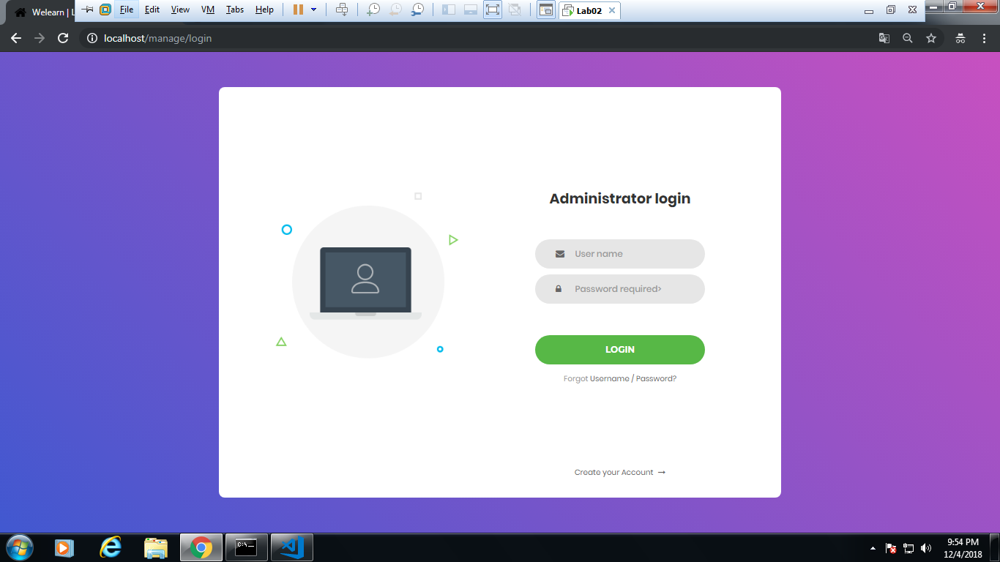 Welearn | L
File Edit View VM Tabs Help
Lab02
localhost/manage/login
Administrator login
User name
Password required>
LOGIN
Forgot Username / Password?
Create your Account →
C:\
9:54 PM
12/4/2018